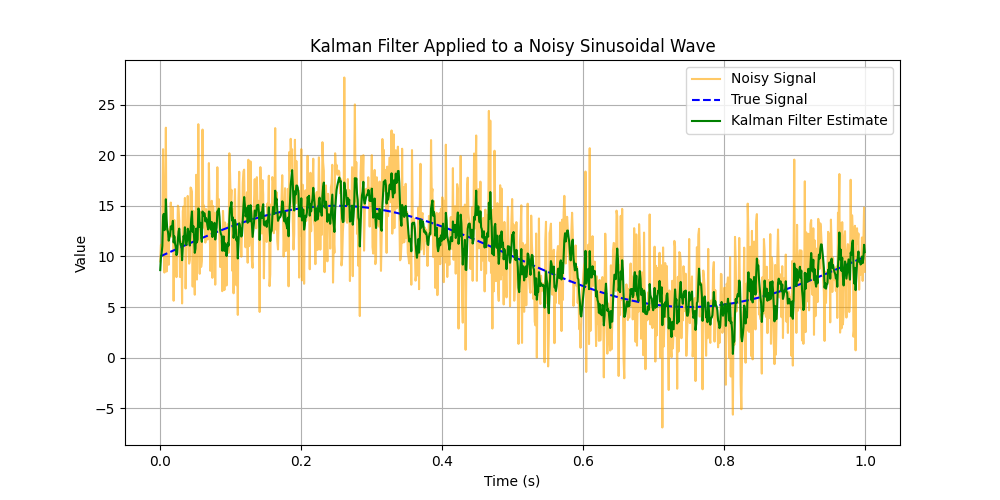 Kalman Filter Applied to a Noisy Sinusoidal Wave
Noisy Signal
True Signal
Kalman Filter Estimate
Value
25
20
15
10
5
0
−5
0.0 0.2 0.4 0.6 0.8 1.0
Time (s)